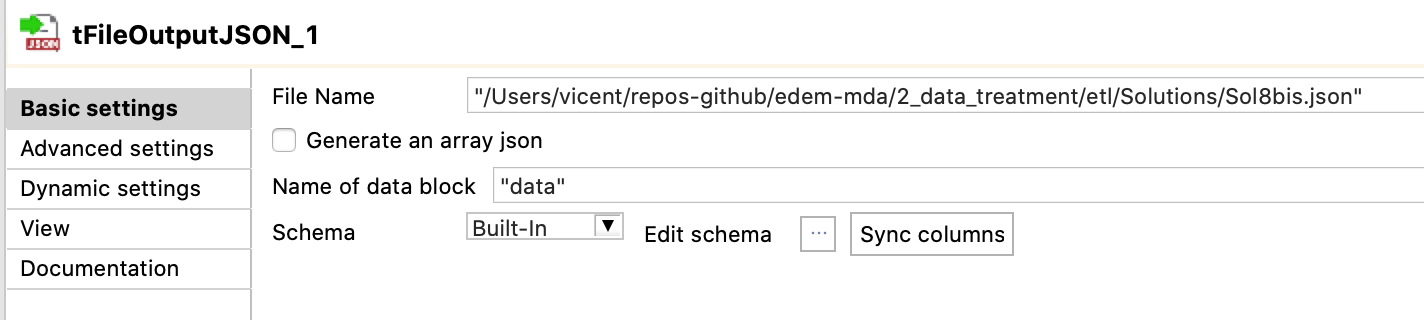 JSON
tFileOutputJSON_1
Basic settings
Advanced settings
Dynamic settings
View
Documentation
File Name "/Users/vicent/repos-github/edem-mda/2_data_treatment/etl/Solutions/Sol8bis.json"
Generate an array json
Name of data block "data"
Schema Built-In Edit schema ... Sync columns